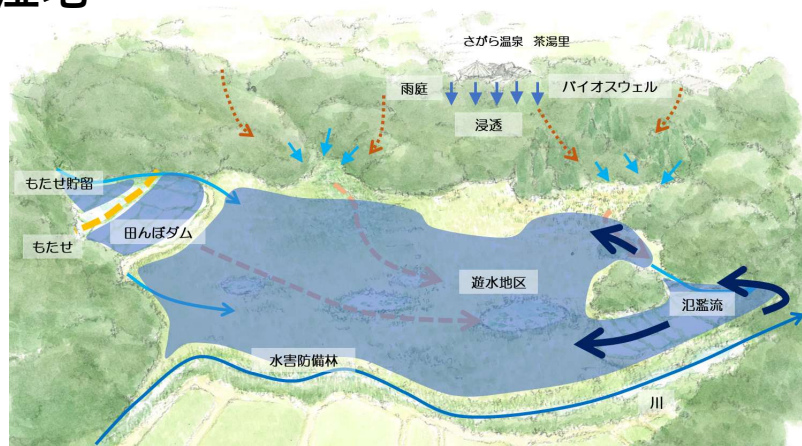 湿地
さがら温泉 茶湯里
雨庭
バイオスウェル
浸透
もたせ貯留
田んぼダム
もたせ
遊水地区
氾濫流
水害防備林
川